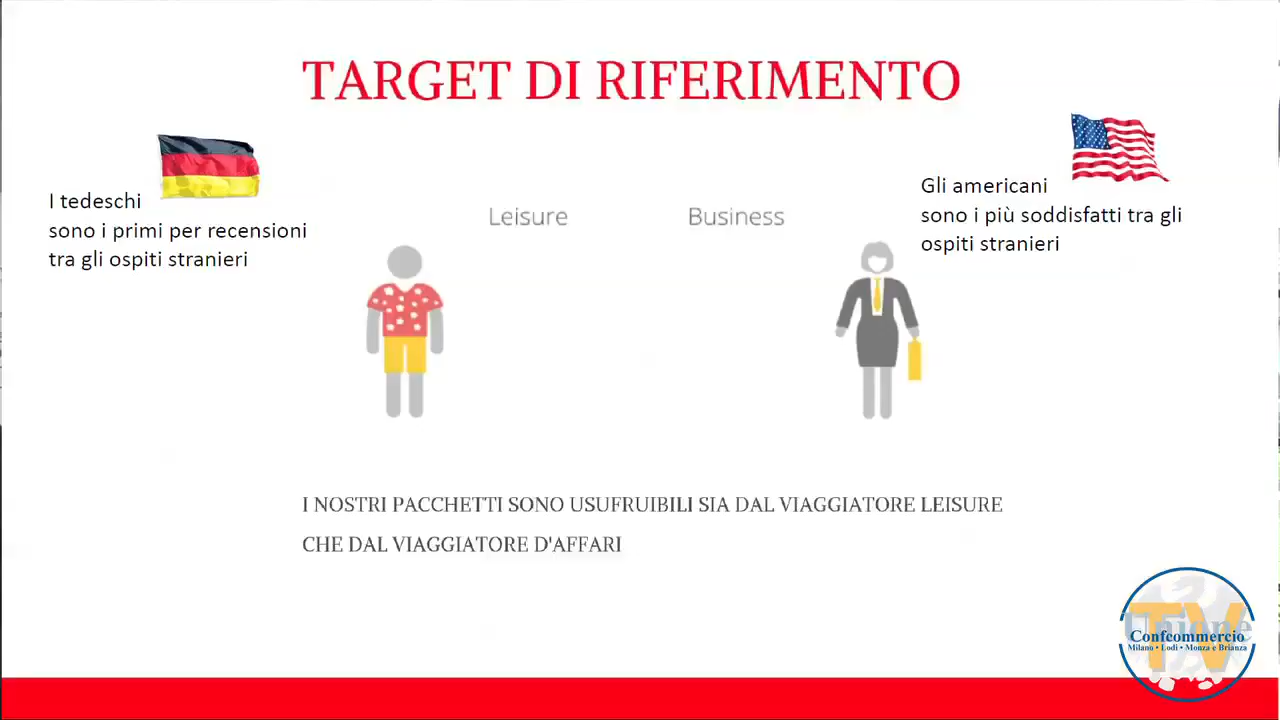 TARGET DI RIFERIMENTO
I tedeschi
sono i primi per recensioni
tra gli ospiti stranieri
Leisure
Business
Gli americani
sono i più soddisfatti tra gli
ospiti stranieri
I NOSTRI PACCHETTI SONO USUFRUIBILI SIA DAL VIAGGIATORE LEISURE
CHE DAL VIAGGIATORE D'AFFARI
Unione
TV
Confcommercio
Milano • Lodi • Monza e Brianza